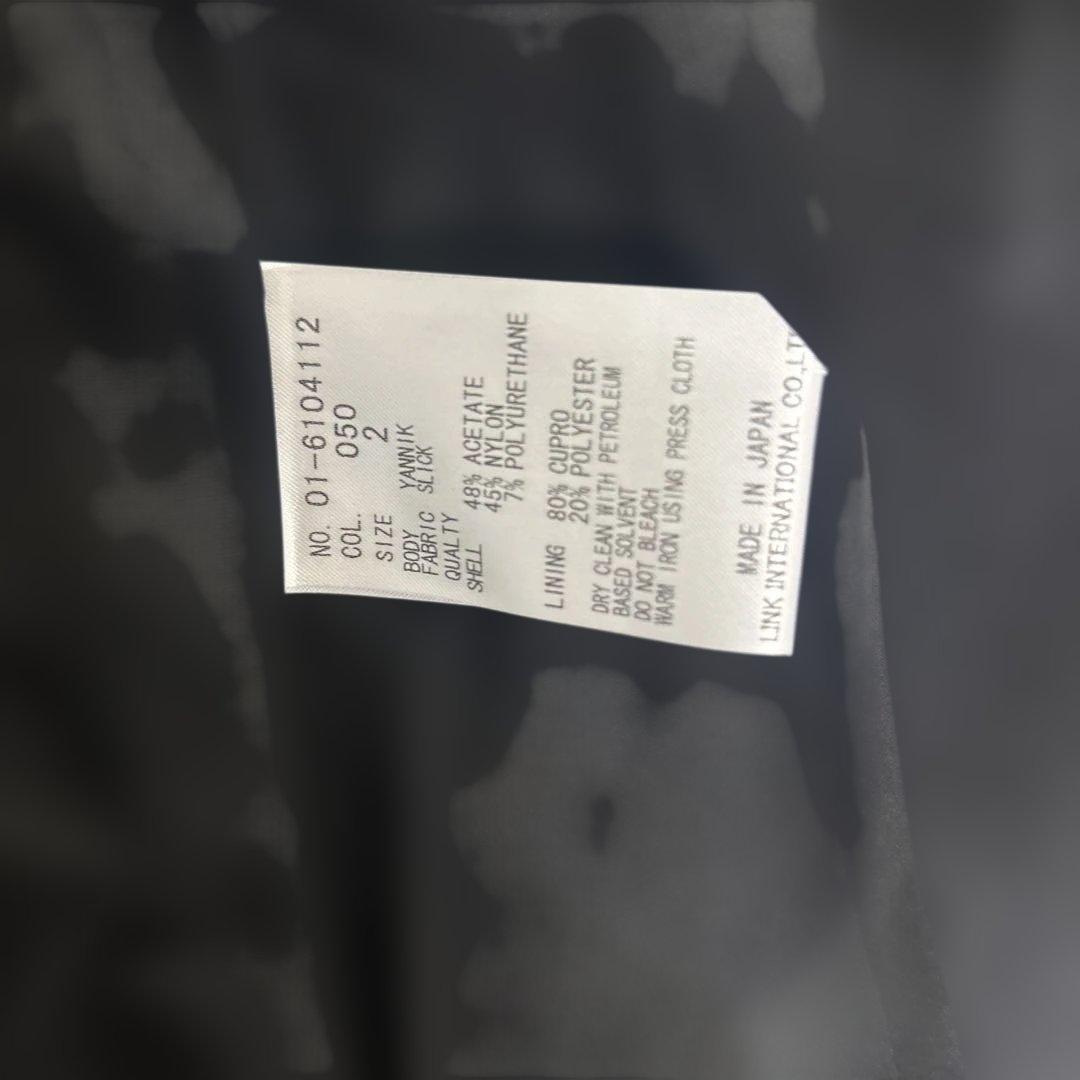 NO. 01-6104112
COL. 050
SIZE 2
BODY YANNIK
FABRIC SLICK
QUALTY
SHELL 48% ACETATE
45% NYLON
7% POLYURETHANE
LINING 80% CUPRO
20% POLYESTER
DRY CLEAN WITH PETROLEUM
BASED SOLVENT
DO NOT BLEACH
WARM IRON USING PRESS CLOTH
MADE IN JAPAN
LINK INTERNATIONAL CO.,LT